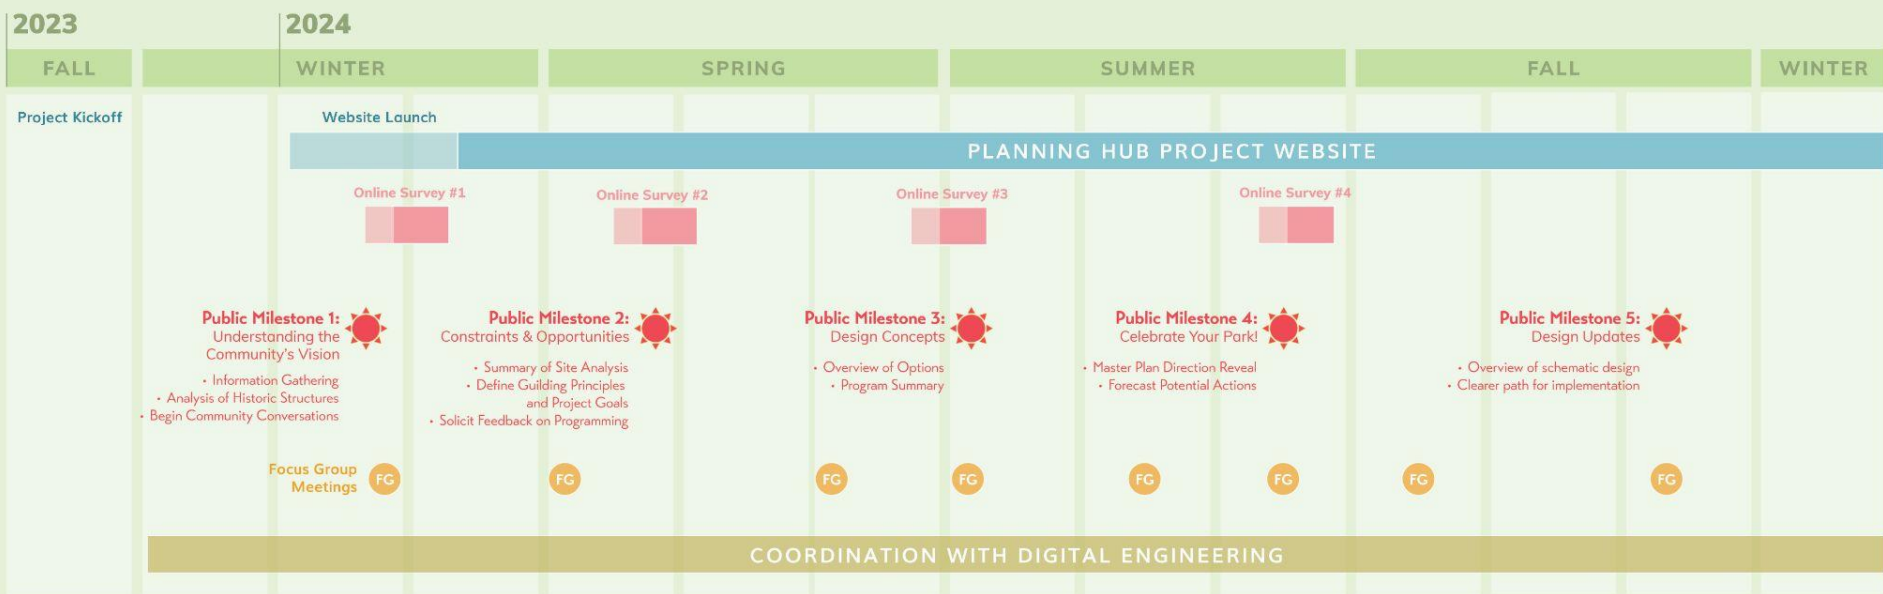 2023
2024
FALL
WINTER
SPRING
SUMMER
FALL
WINTER
Project Kickoff
Website Launch
PLANNING HUB PROJECT WEBSITE
Online Survey #1
Online Survey #2
Online Survey #3
Online Survey #4
Public Milestone 1:
Understanding the
Community's Vision
• Information Gathering
• Analysis of Historic Structures
• Begin Community Conversations
Public Milestone 2:
Constraints & Opportunities
• Summary of Site Analysis
• Define Guilding Principles
and Project Goals
• Solicit Feedback on Programming
Public Milestone 3:
Design Concepts
• Overview of Options
• Program Summary
Public Milestone 4:
Celebrate Your Park!
• Master Plan Direction Reveal
• Forecast Potential Actions
Public Milestone 5:
Design Updates
• Overview of schematic design
• Clearer path for implementation
Focus Group
Meetings
FG
FG
FG
FG
FG
FG
FG
FG
COORDINATION WITH DIGITAL ENGINEERING